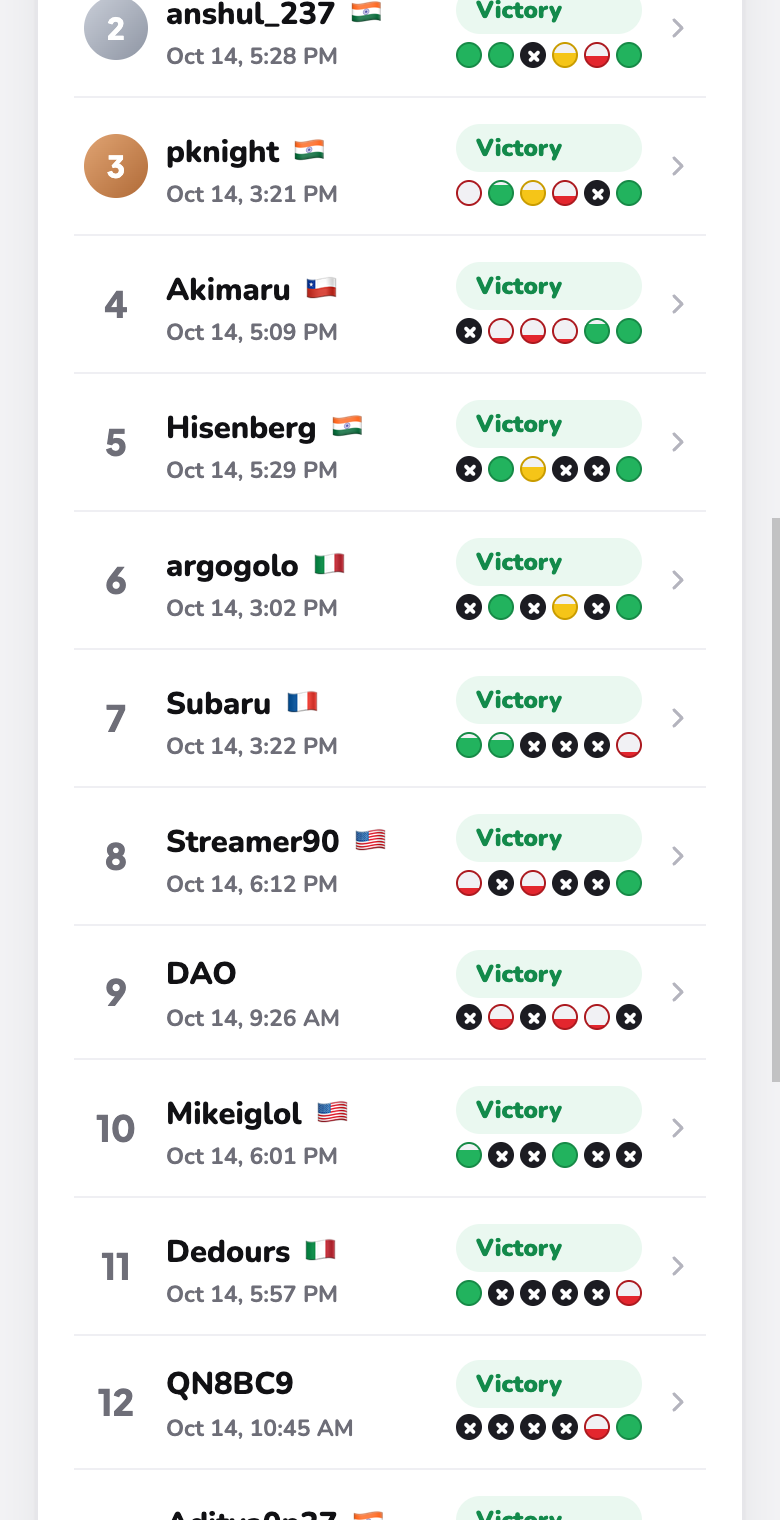 2
anshul_237
Victory
Oct 14, 5:28 PM
3
pknight
Victory
Oct 14, 3:21 PM
4
Akimaru
Victory
Oct 14, 5:09 PM
5
Hisenberg
Victory
Oct 14, 5:29 PM
6
argogolo
Victory
Oct 14, 3:02 PM
7
Subaru
Victory
Oct 14, 3:22 PM
8
Streamer90
Victory
Oct 14, 6:12 PM
9
DAO
Victory
Oct 14, 9:26 AM
10
Mikeiglol
Victory
Oct 14, 6:01 PM
11
Dedours
Victory
Oct 14, 5:57 PM
12
QN8BC9
Victory
Oct 14, 10:45 AM
Victory